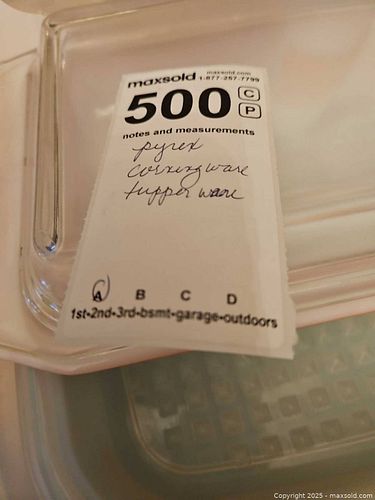 maxsold maxsold.com
1-877-257-7799
500 C
P
notes and measurements
pyrex
corningware
tupperware
A B C D
1st-2nd-3rd-bsmt-garage-outdoors
Copyright 2025 - maxsold.com